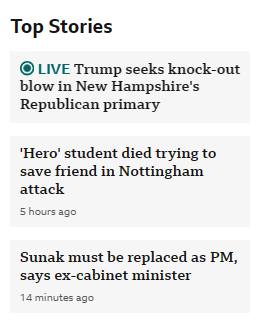 Top Stories
LIVE Trump seeks knock-out
blow in New Hampshire's
Republican primary
'Hero' student died trying to
save friend in Nottingham
attack
5 hours ago
Sunak must be replaced as PM,
says ex-cabinet minister
14 minutes ago